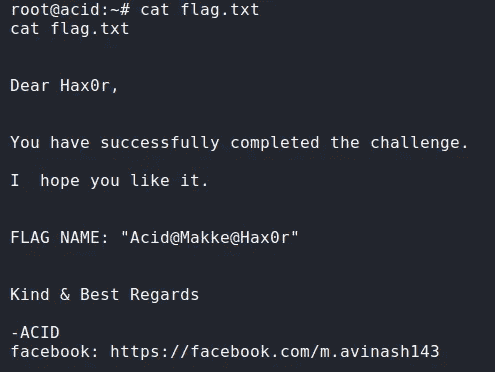 root@acid:~# cat flag.txt
cat flag.txt
Dear Hax0r,
You have successfully completed the challenge.
I  hope you like it.
FLAG NAME: "Acid@Makke@Hax0r"
Kind & Best Regards
-ACID
facebook: https://facebook.com/m.avinash143